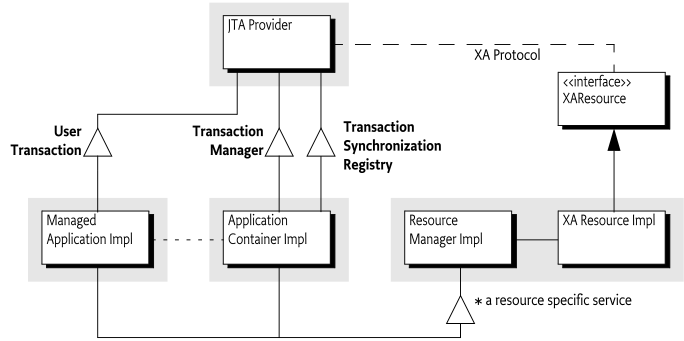 JTA Provider
XA Protocol
<<interface>>
XAResource
User
Transaction
Transaction
Manager
Transaction
Synchronization
Registry
Managed
Application Impl
Application
Container Impl
Resource
Manager Impl
XA Resource Impl
* a resource specific service